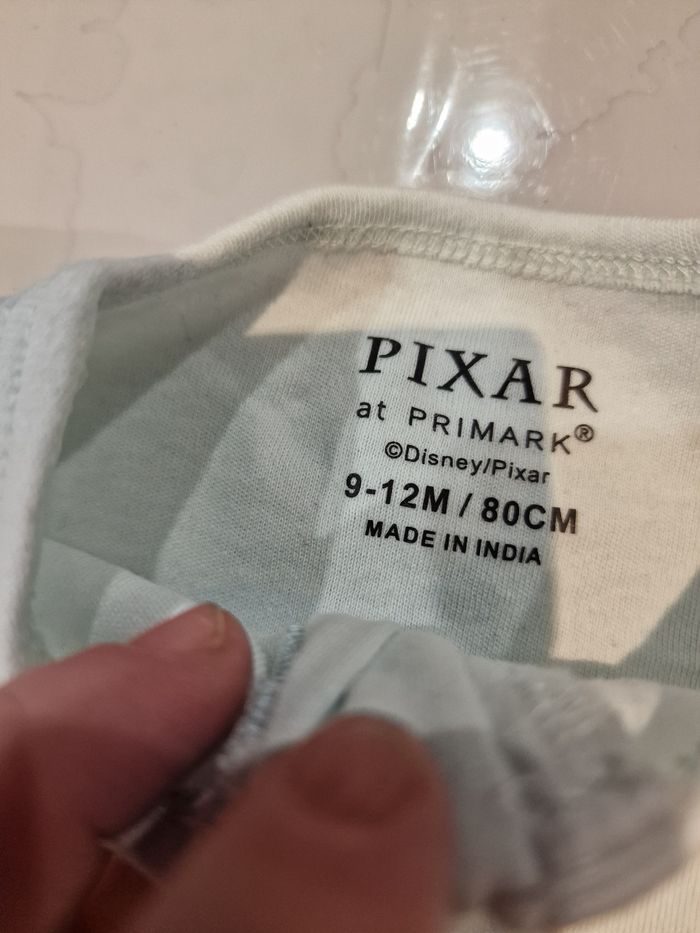 PIXAR
at PRIMARK®
©Disney/Pixar
9-12M / 80CM
MADE IN INDIA